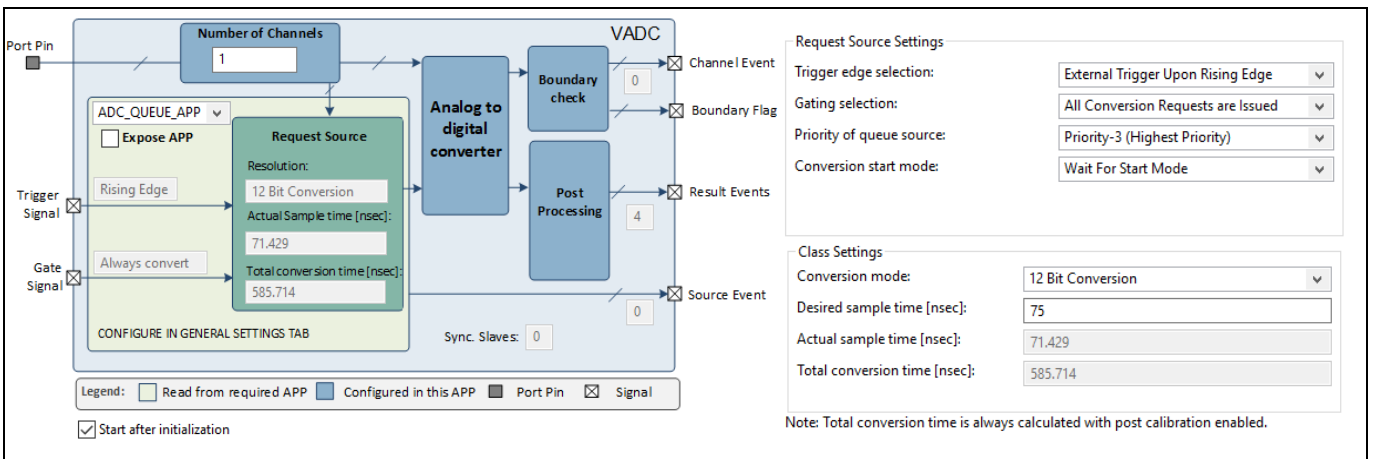 VADC
Number of Channels
1
Port Pin
ADC_QUEUE_APP
Expose APP
Request Source
Resolution:
12 Bit Conversion
Actual Sample time [nsec]:
71.429
Total conversion time [nsec]:
585.714
Rising Edge
Trigger
Signal
Always convert
Gate
Signal
CONFIGURE IN GENERAL SETTINGS TAB
Analog to
digital
converter
Boundary
check
Post
Processing
Channel Event
0
Boundary Flag
Result Events
4
Source Event
0
Sync. Slaves: 0
Legend: Read from required APP Configured in this APP Port Pin Signal
Start after initialization
Request Source Settings
Trigger edge selection: External Trigger Upon Rising Edge
Gating selection: All Conversion Requests are Issued
Priority of queue source: Priority-3 (Highest Priority)
Conversion start mode: Wait For Start Mode
Class Settings
Conversion mode: 12 Bit Conversion
Desired sample time [nsec]: 75
Actual sample time [nsec]: 71.429
Total conversion time [nsec]: 585.714
Note: Total conversion time is always calculated with post calibration enabled.